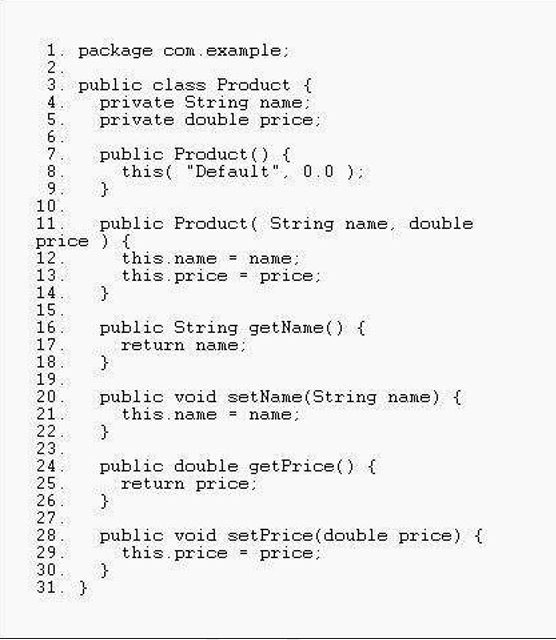 1. package com.example;
2.
3. public class Product {
4.   private String name;
5.   private double price;
6.
7.   public Product() {
8.     this( "Default", 0.0 );
9.   }
10.
11.   public Product( String name, double
price ) {
12.     this.name = name;
13.     this.price = price;
14.   }
15.
16.   public String getName() {
17.     return name;
18.   }
19.
20.   public void setName(String name) {
21.     this.name = name;
22.   }
23.
24.   public double getPrice() {
25.     return price;
26.   }
27.
28.   public void setPrice(double price) {
29.     this.price = price;
30.   }
31. }